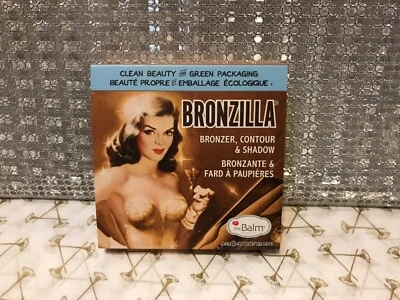 CLEAN BEAUTY AND GREEN PACKAGING
BEAUTÉ PROPRE ET EMBALLAGE ÉCOLOGIQUE.
BRONZILLA®
BRONZER, CONTOUR
& SHADOW
BRONZANTE &
FARD À PAUPIÈRES
theBalm®